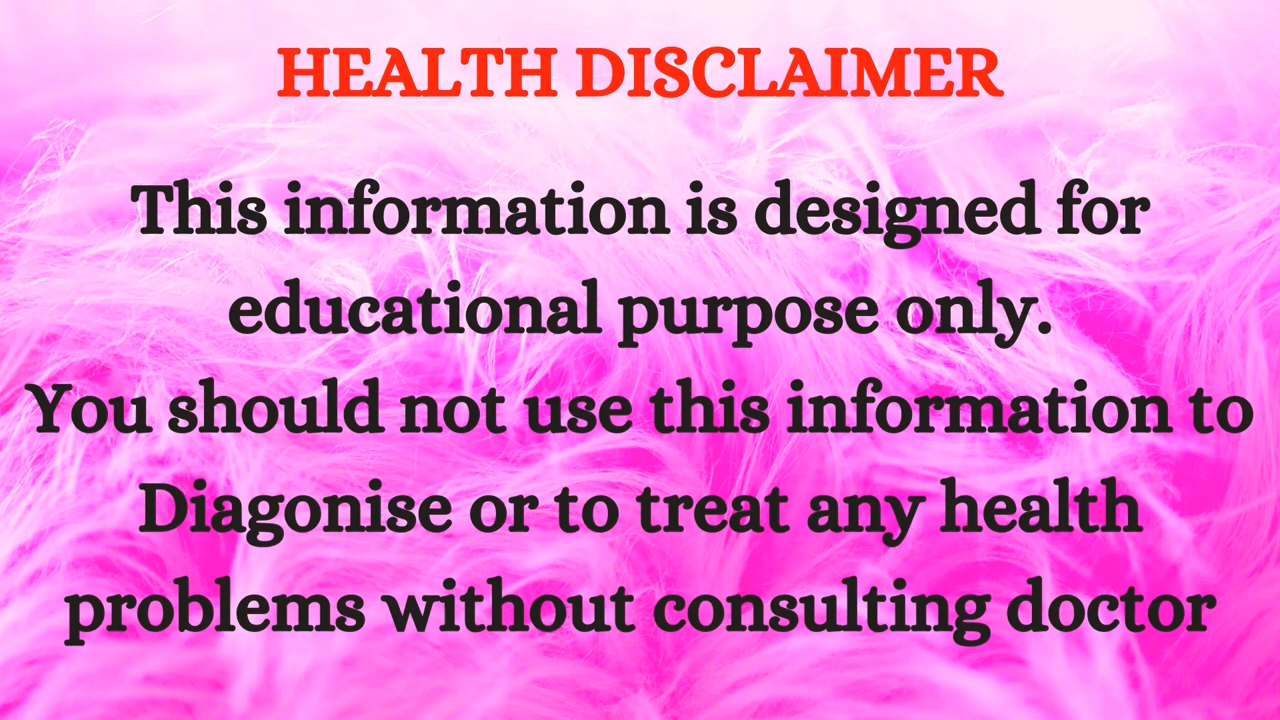 HEALTH DISCLAIMER
This information is designed for
educational purpose only.
You should not use this information to
Diagonise or to treat any health
problems without consulting doctor